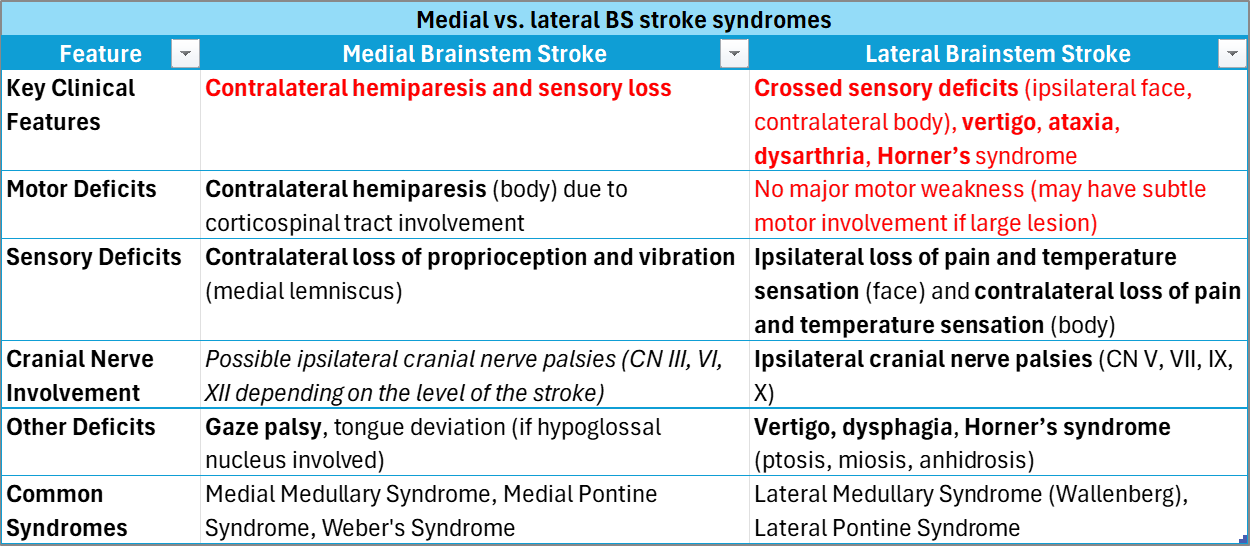 Medial vs. lateral BS stroke syndromes
Feature
Medial Brainstem Stroke
Lateral Brainstem Stroke
Key Clinical
Features
Contralateral hemiparesis and sensory loss
Crossed sensory deficits (ipsilateral face,
contralateral body), vertigo, ataxia,
dysarthria, Horner’s syndrome
Motor Deficits
Contralateral hemiparesis (body) due to
corticospinal tract involvement
No major motor weakness (may have subtle
motor involvement if large lesion)
Sensory Deficits
Contralateral loss of proprioception and vibration
(medial lemniscus)
Ipsilateral loss of pain and temperature
sensation (face) and contralateral loss of pain
and temperature sensation (body)
Cranial Nerve
Involvement
Possible ipsilateral cranial nerve palsies (CN III, VI,
XII depending on the level of the stroke)
Ipsilateral cranial nerve palsies (CN V, VII, IX,
X)
Other Deficits
Gaze palsy, tongue deviation (if hypoglossal
nucleus involved)
Vertigo, dysphagia, Horner’s syndrome
(ptosis, miosis, anhidrosis)
Common
Syndromes
Medial Medullary Syndrome, Medial Pontine
Syndrome, Weber's Syndrome
Lateral Medullary Syndrome (Wallenberg),
Lateral Pontine Syndrome